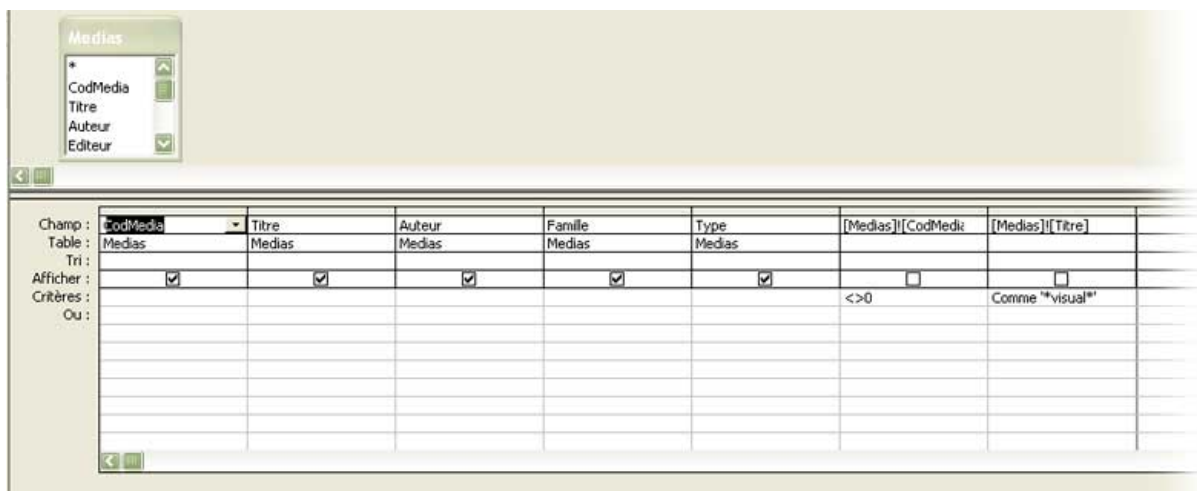 Medias
*
CodMedia
Titre
Auteur
Editeur
Champ : CodMedia Titre Auteur Famille Type [Medias]![CodMedia [Medias]![Titre]
Table : Medias Medias Medias Medias Medias
Tri :
Afficher :
Critères : <>0 Comme '*visual*'
Ou :